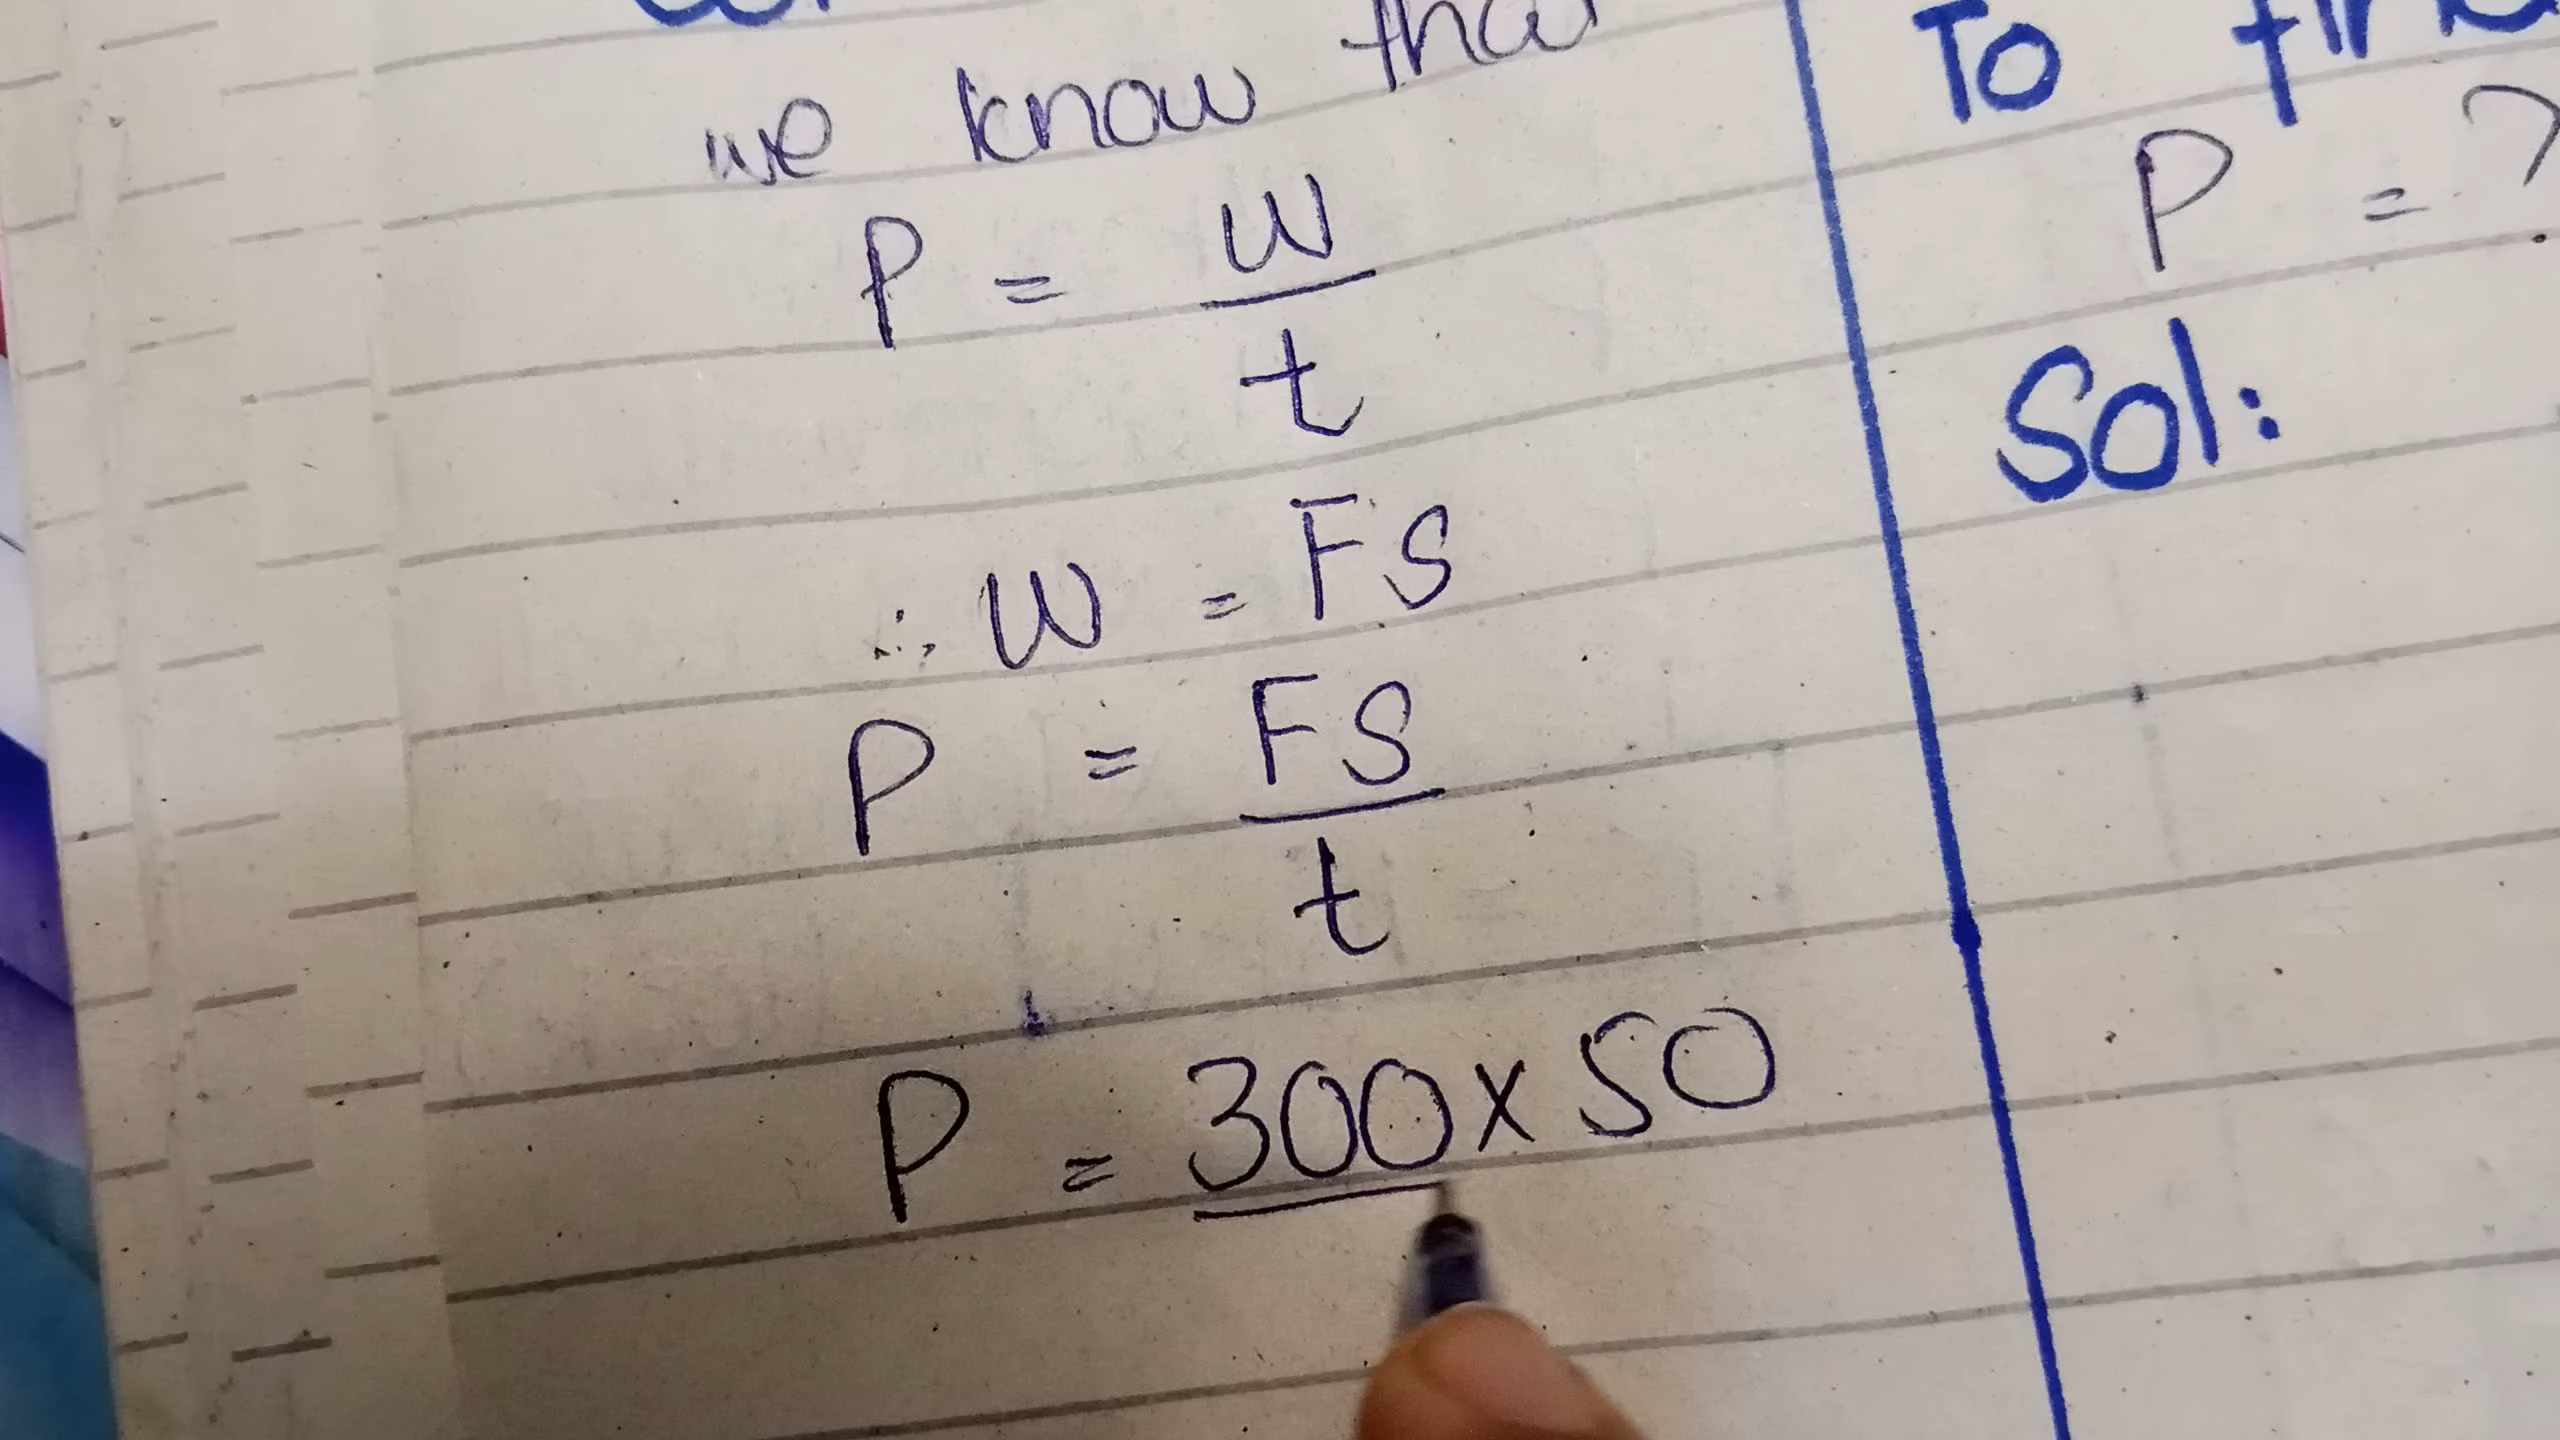 we know that
P = W
t
∴ W = FS
P = FS
t
P = 300 x 50
To
P = ?
Sol: